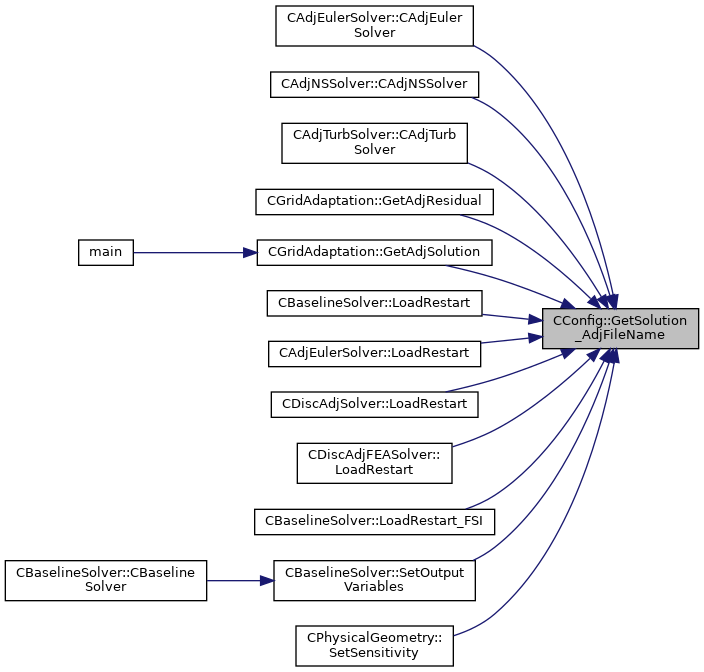 CAdjEulerSolver::CAdjEuler
Solver
CAdjNSSolver::CAdjNSSolver
CAdjTurbSolver::CAdjTurb
Solver
CGridAdaptation::GetAdjResidual
main
CGridAdaptation::GetAdjSolution
CBaselineSolver::LoadRestart
CConfig::GetSolution
_AdjFileName
CAdjEulerSolver::LoadRestart
CDiscAdjSolver::LoadRestart
CDiscAdjFEASolver::
LoadRestart
CBaselineSolver::LoadRestart_FSI
CBaselineSolver::CBaseline
Solver
CBaselineSolver::SetOutput
Variables
CPhysicalGeometry::
SetSensitivity